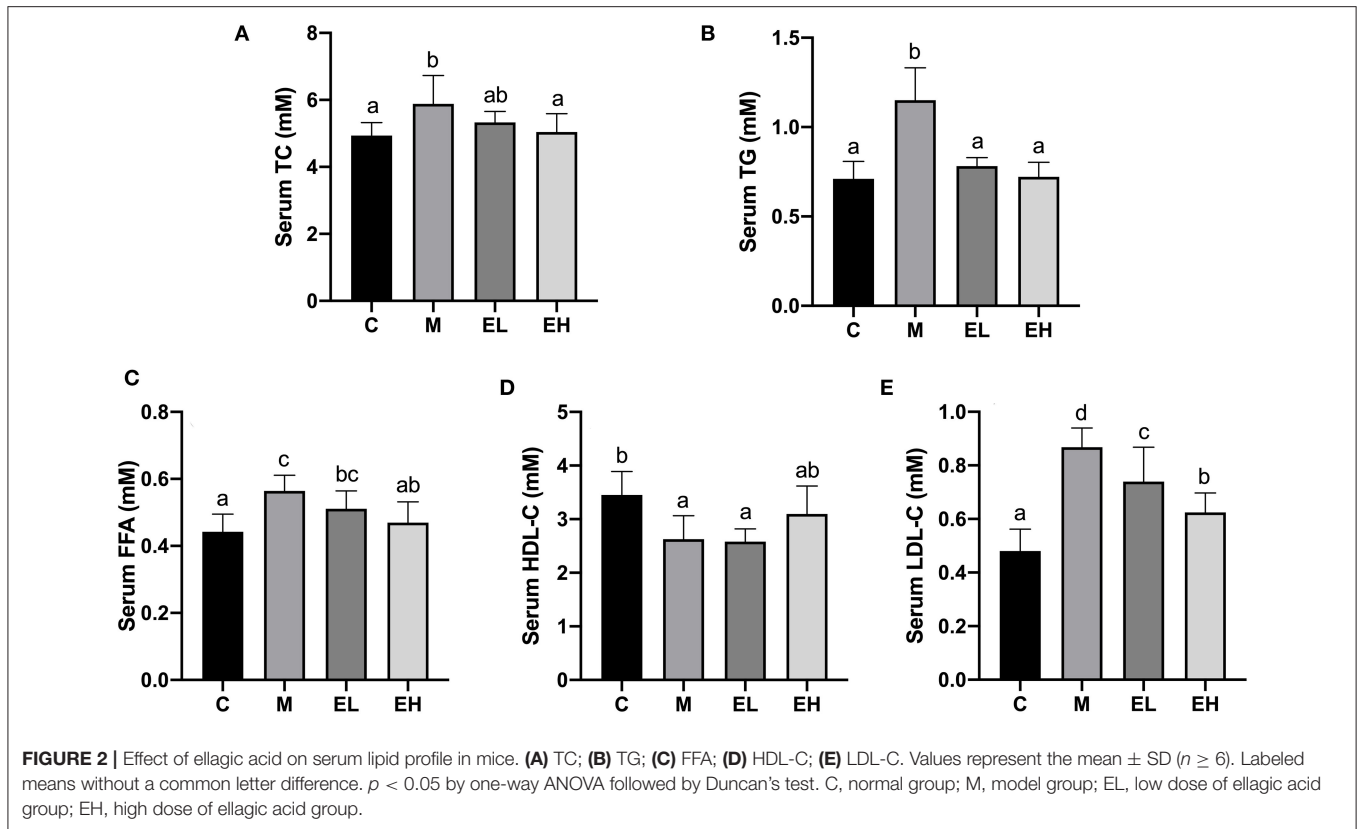 A
B
Serum TC (mM)
8
6
4
2
0
a
b
ab
a
C M EL EH
Serum TG (mM)
1.5
1.0
0.5
0.0
a
b
a
a
C M EL EH
C
D
E
Serum FFA (mM)
0.8
0.6
0.4
0.2
0.0
a
c
bc
ab
C M EL EH
Serum HDL-C (mM)
5
4
3
2
1
0
b
a
a
ab
C M EL EH
Serum LDL-C (mM)
1.0
0.8
0.6
0.4
0.2
0.0
a
d
c
b
C M EL EH
FIGURE 2 | Effect of ellagic acid on serum lipid profile in mice. (A) TC; (B) TG; (C) FFA; (D) HDL-C; (E) LDL-C. Values represent the mean ± SD (n ≥ 6). Labeled
means without a common letter difference. p < 0.05 by one-way ANOVA followed by Duncan's test. C, normal group; M, model group; EL, low dose of ellagic acid
group; EH, high dose of ellagic acid group.